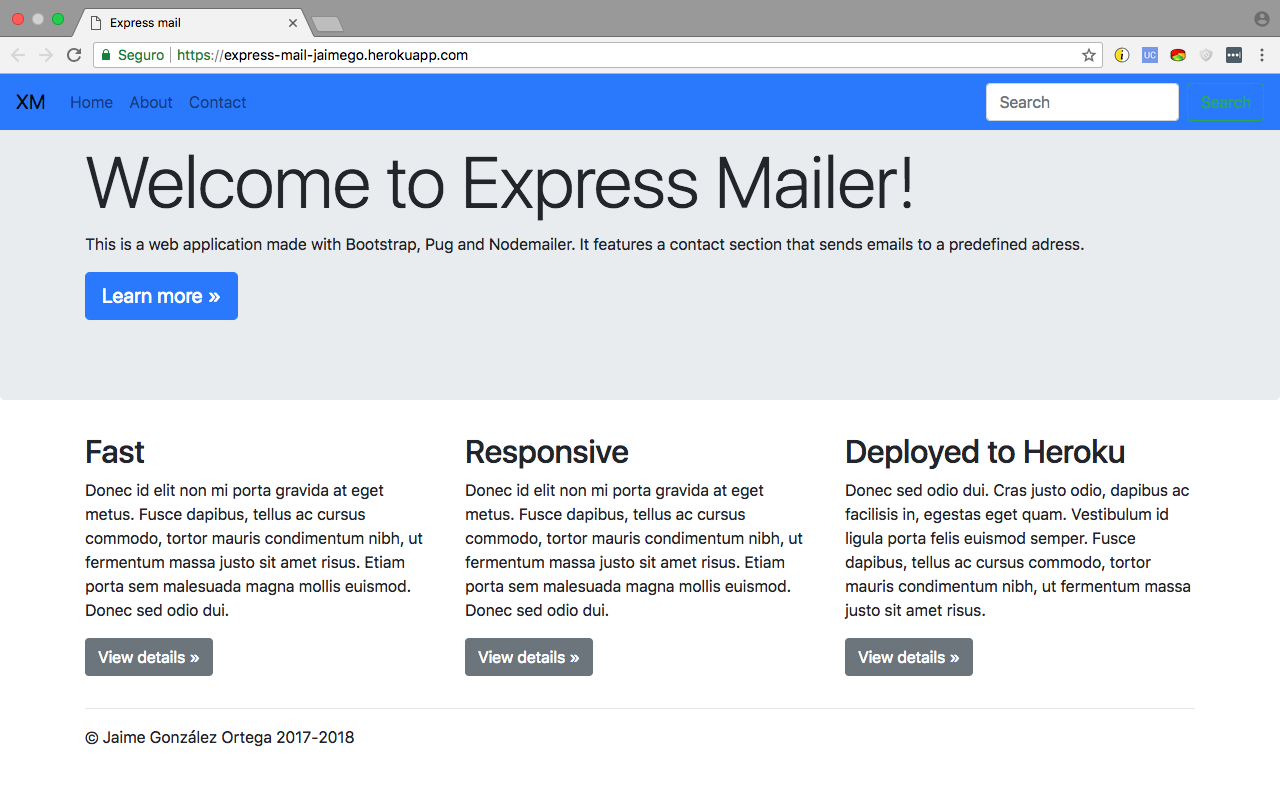 Express mail
Seguro https://express-mail-jaimego.herokuapp.com
UC
XM Home About Contact Search Search
Welcome to Express Mailer!
This is a web application made with Bootstrap, Pug and Nodemailer. It features a contact section that sends emails to a predefined adress.
Learn more »
Fast
Donec id elit non mi porta gravida at eget
metus. Fusce dapibus, tellus ac cursus
commodo, tortor mauris condimentum nibh, ut
fermentum massa justo sit amet risus. Etiam
porta sem malesuada magna mollis euismod.
Donec sed odio dui.
View details »
Responsive
Donec id elit non mi porta gravida at eget
metus. Fusce dapibus, tellus ac cursus
commodo, tortor mauris condimentum nibh, ut
fermentum massa justo sit amet risus. Etiam
porta sem malesuada magna mollis euismod.
Donec sed odio dui.
View details »
Deployed to Heroku
Donec sed odio dui. Cras justo odio, dapibus ac
facilisis in, egestas eget quam. Vestibulum id
ligula porta felis euismod semper. Fusce
dapibus, tellus ac cursus commodo, tortor
mauris condimentum nibh, ut fermentum massa
justo sit amet risus.
View details »
© Jaime González Ortega 2017-2018